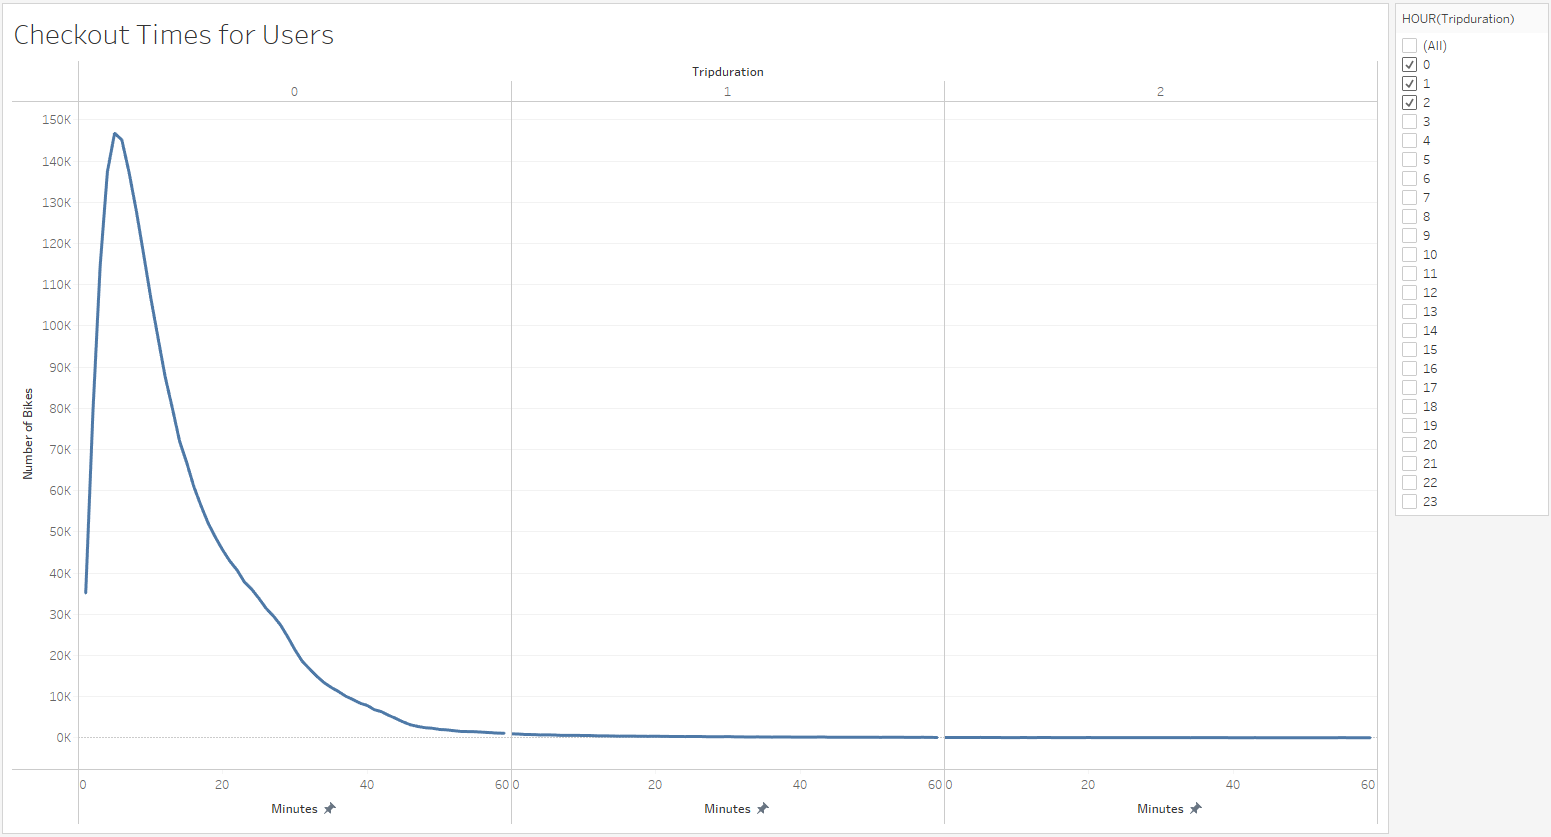 Checkout Times for Users
Tripduration
0 1 2
150K
140K
130K
120K
110K
100K
90K
80K
70K
60K
50K
40K
30K
20K
10K
0K
Number of Bikes
0 20 40 60 0 20 40 60 0 20 40 60
Minutes Minutes Minutes
HOUR(Tripduration)
(All)
0
1
2
3
4
5
6
7
8
9
10
11
12
13
14
15
16
17
18
19
20
21
22
23